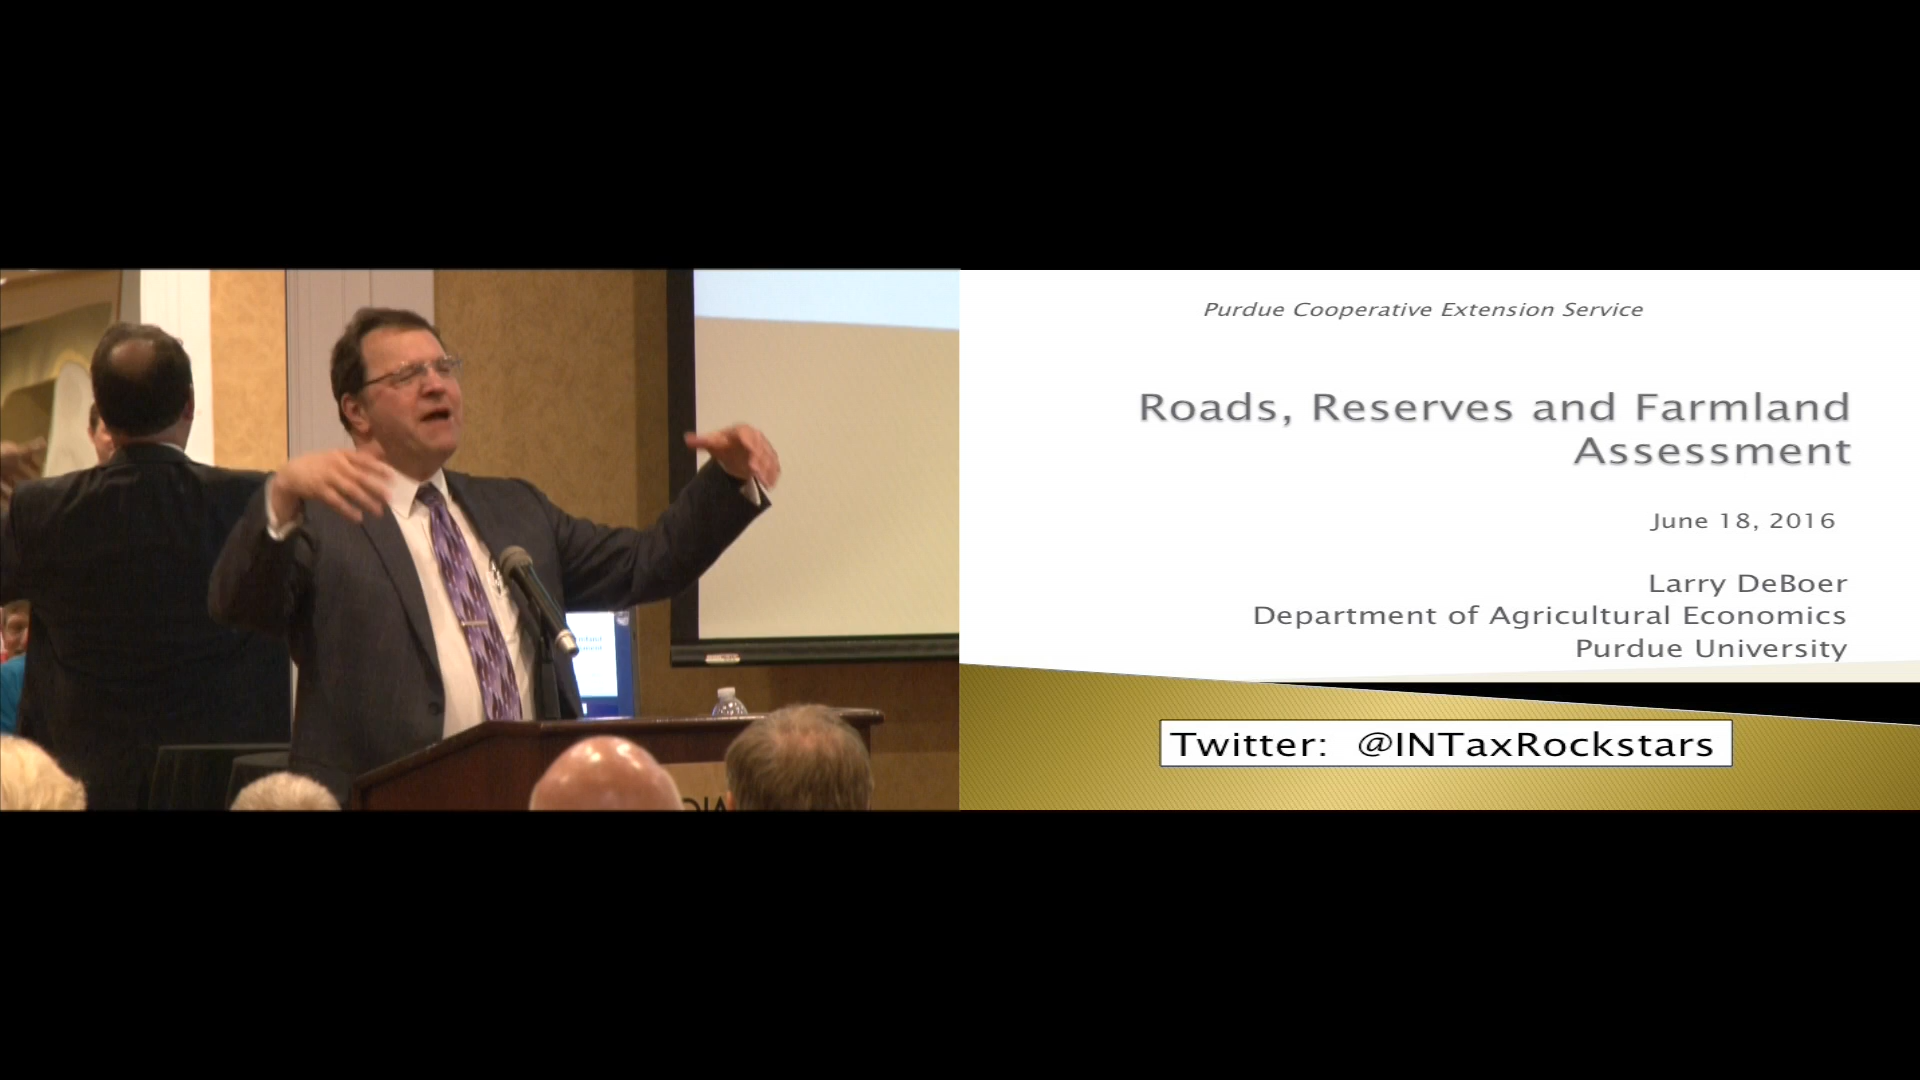 Purdue Cooperative Extension Service
Roads, Reserves and Farmland
Assessment
June 18, 2016
Larry DeBoer
Department of Agricultural Economics
Purdue University
Twitter: @INTaxRockstars